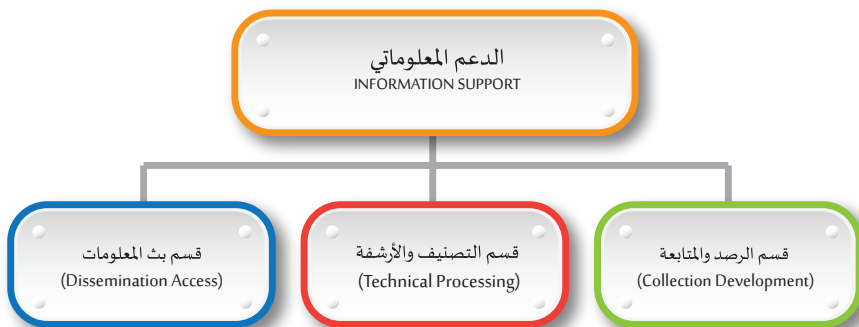 الدعم المعلوماتي
INFORMATION SUPPORT
قسم الرصد والمتابعة
(Collection Development)
قسم التصنيف والأرشفة
(Technical Processing)
قسم بث المعلومات
(Dissemination Access)